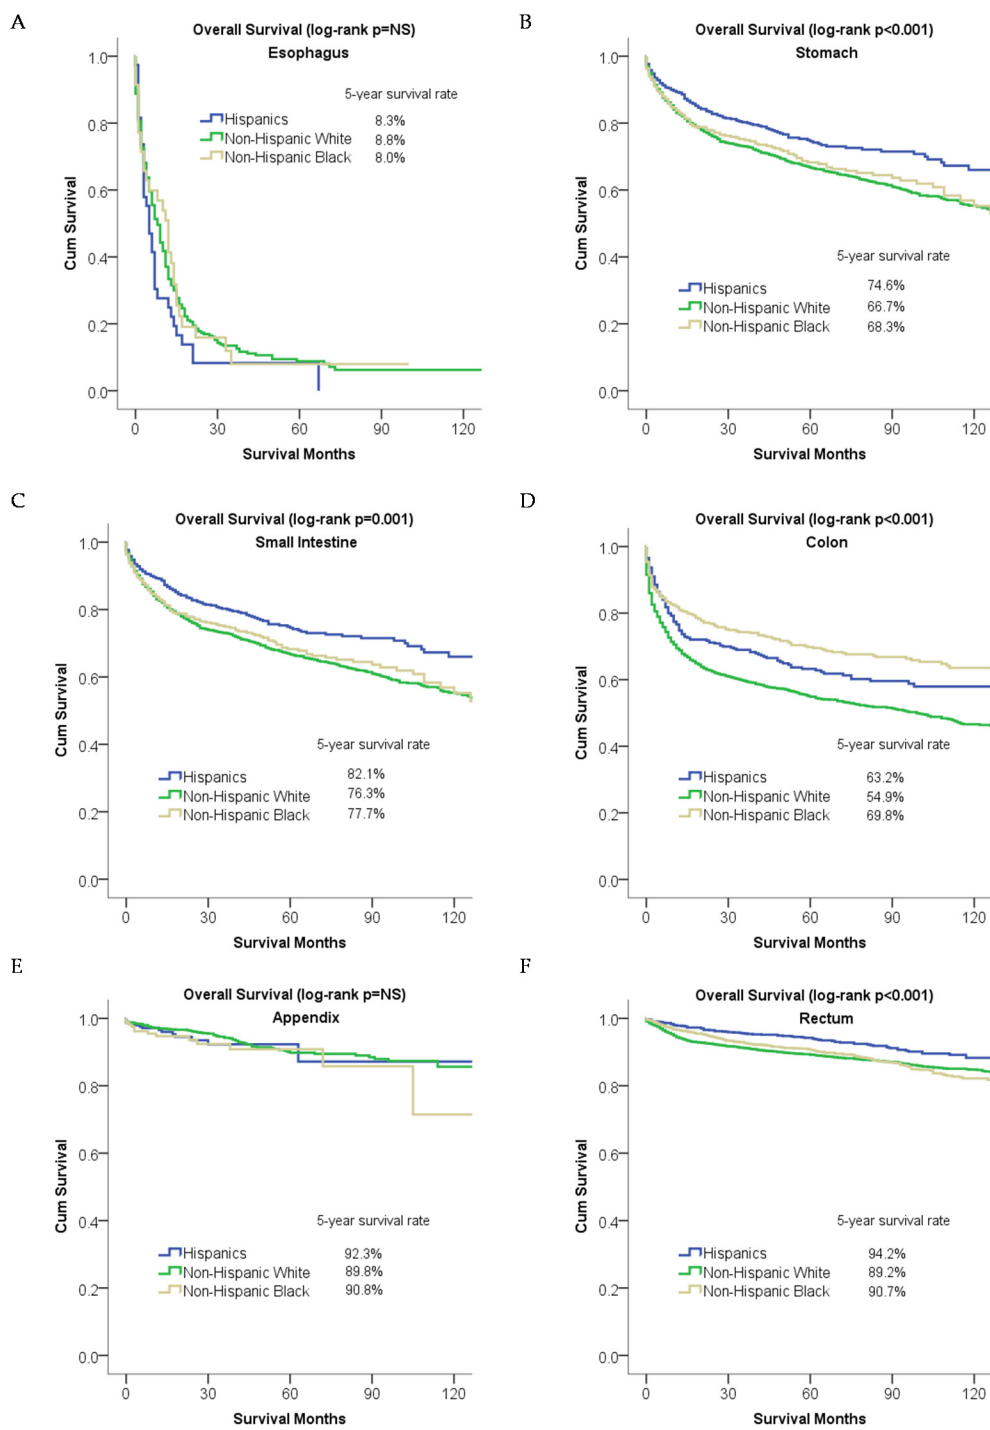 A
Overall Survival (log-rank p=NS)
Esophagus
5-year survival rate
Hispanics 8.3%
Non-Hispanic White 8.8%
Non-Hispanic Black 8.0%
1.0
0.8
0.6
0.4
0.2
0.0
Cum Survival
0 30 60 90 120
Survival Months
B
Overall Survival (log-rank p<0.001)
Stomach
1.0
0.8
0.6
0.4
0.2
0.0
Cum Survival
5-year survival rate
Hispanics 74.6%
Non-Hispanic White 66.7%
Non-Hispanic Black 68.3%
0 30 60 90 120
Survival Months
C
Overall Survival (log-rank p=0.001)
Small Intestine
1.0
0.8
0.6
0.4
0.2
0.0
Cum Survival
5-year survival rate
Hispanics 82.1%
Non-Hispanic White 76.3%
Non-Hispanic Black 77.7%
0 30 60 90 120
Survival Months
D
Overall Survival (log-rank p<0.001)
Colon
1.0
0.8
0.6
0.4
0.2
0.0
Cum Survival
5-year survival rate
Hispanics 63.2%
Non-Hispanic White 54.9%
Non-Hispanic Black 69.8%
0 30 60 90 120
Survival Months
E
Overall Survival (log-rank p=NS)
Appendix
1.0
0.8
0.6
0.4
0.2
0.0
Cum Survival
5-year survival rate
Hispanics 92.3%
Non-Hispanic White 89.8%
Non-Hispanic Black 90.8%
0 30 60 90 120
Survival Months
F
Overall Survival (log-rank p<0.001)
Rectum
1.0
0.8
0.6
0.4
0.2
0.0
Cum Survival
5-year survival rate
Hispanics 94.2%
Non-Hispanic White 89.2%
Non-Hispanic Black 90.7%
0 30 60 90 120
Survival Months